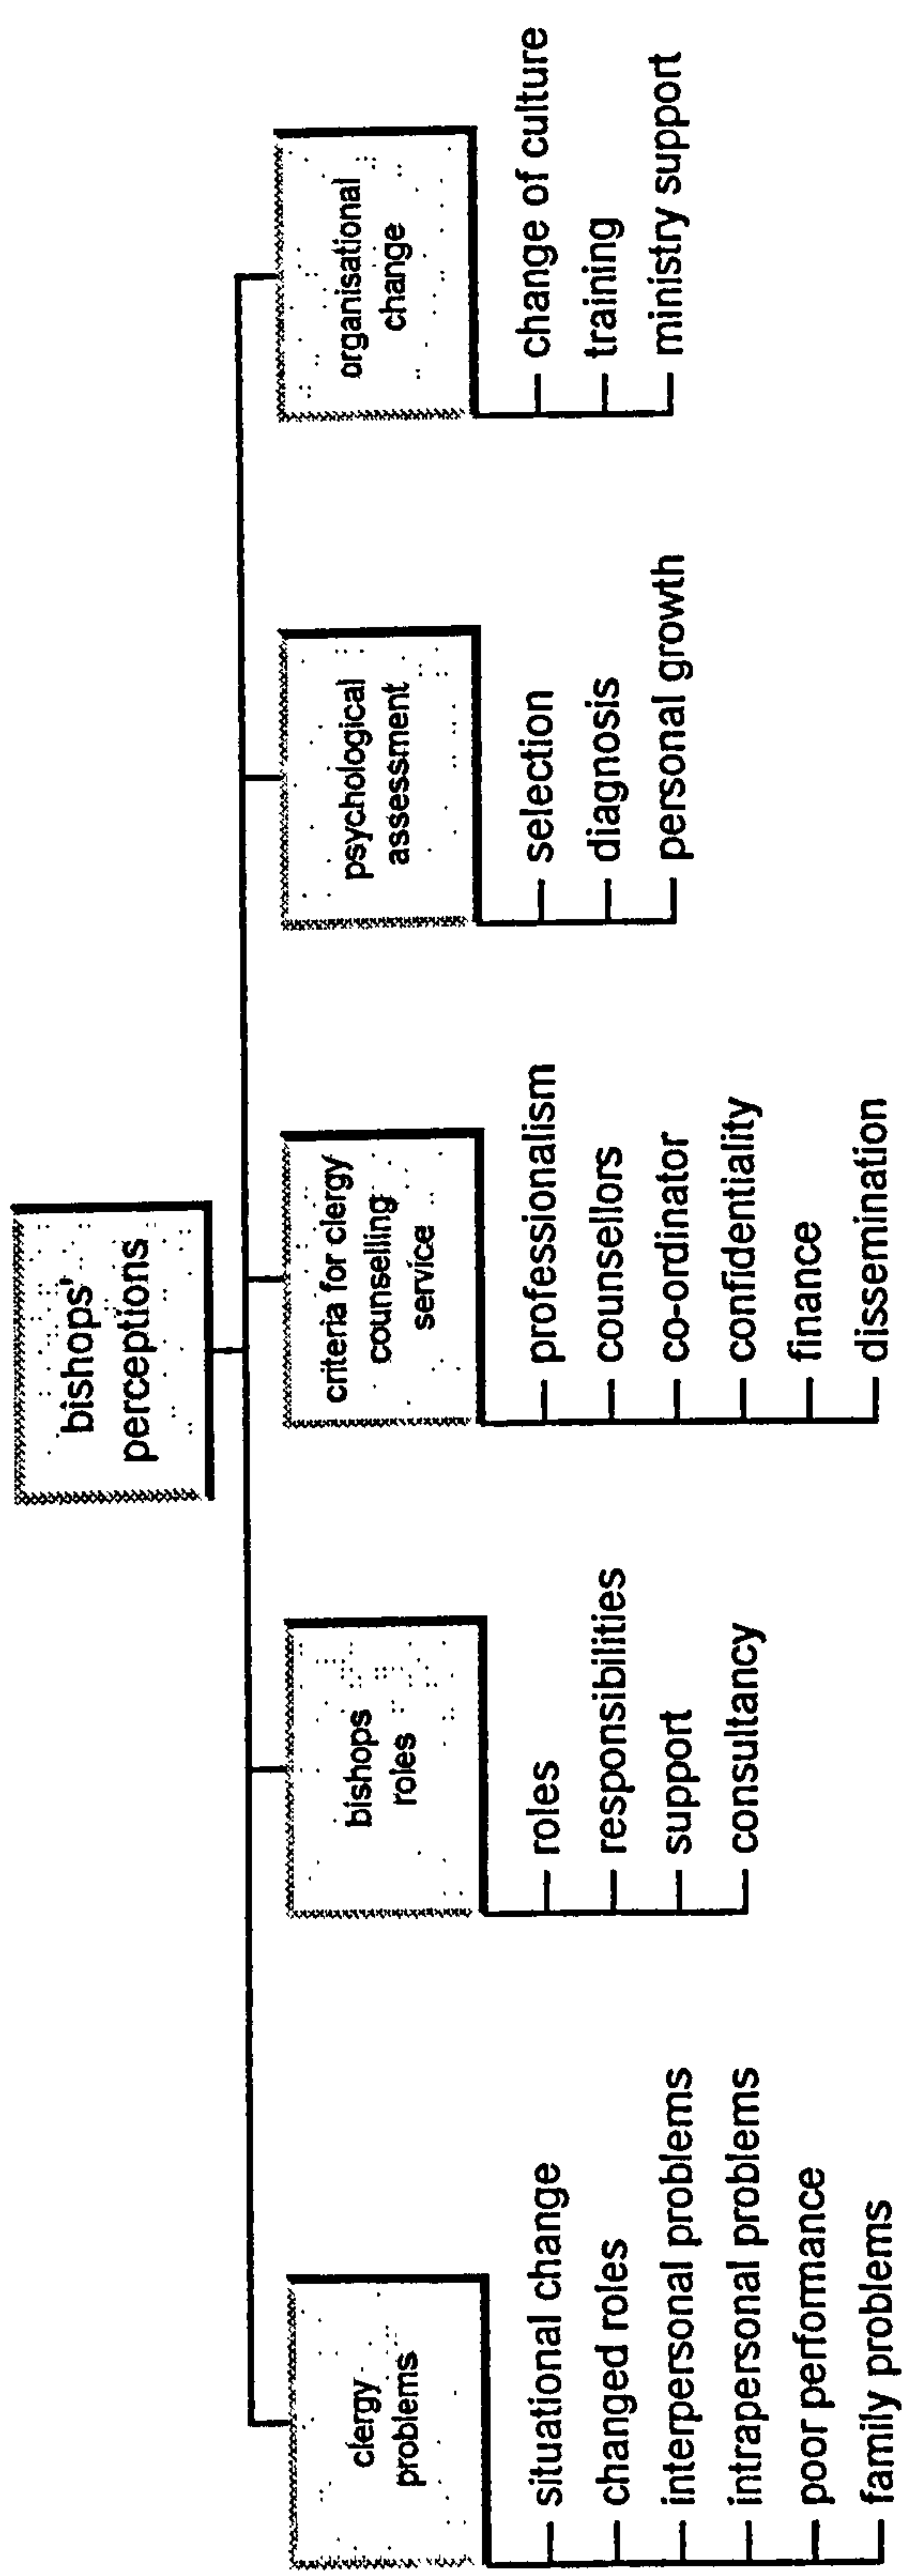 bishops'
perceptions
clergy
problems
situational change
changed roles
interpersonal problems
intrapersonal problems
poor performance
family problems
bishops
roles
roles
responsibilities
support
consultancy
criteria for clergy
counselling
service
professionalism
counsellors
co-ordinator
confidentiality
finance
dissemination
psychological
assessment
selection
diagnosis
personal growth
organisational
change
change of culture
training
ministry support